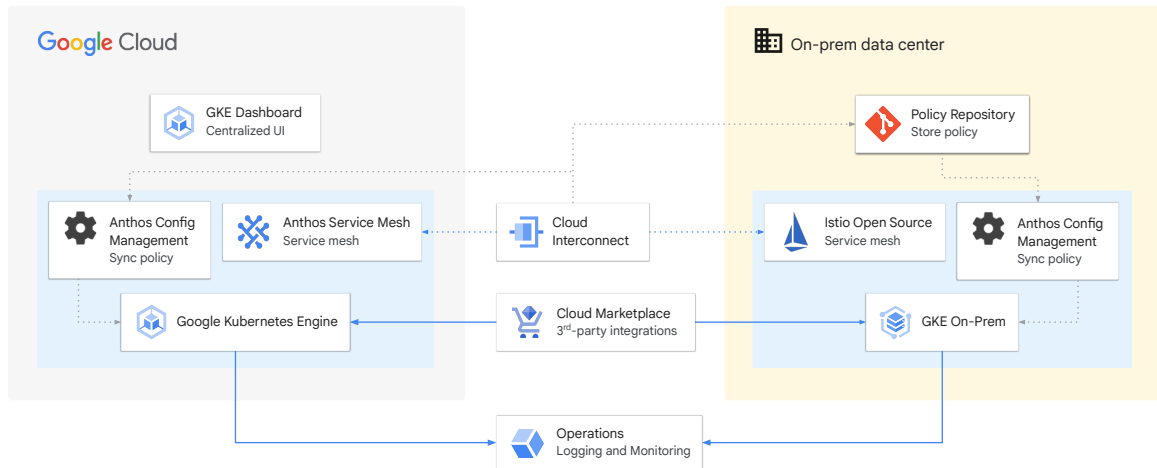 Google Cloud
On-prem data center
GKE Dashboard
Centralized UI
Policy Repository
Store policy
Anthos Config
Management
Sync policy
Anthos Service Mesh
Service mesh
Cloud
Interconnect
Istio Open Source
Service mesh
Anthos Config
Management
Sync policy
Google Kubernetes Engine
Cloud Marketplace
3rd-party integrations
GKE On-Prem
Operations
Logging and Monitoring